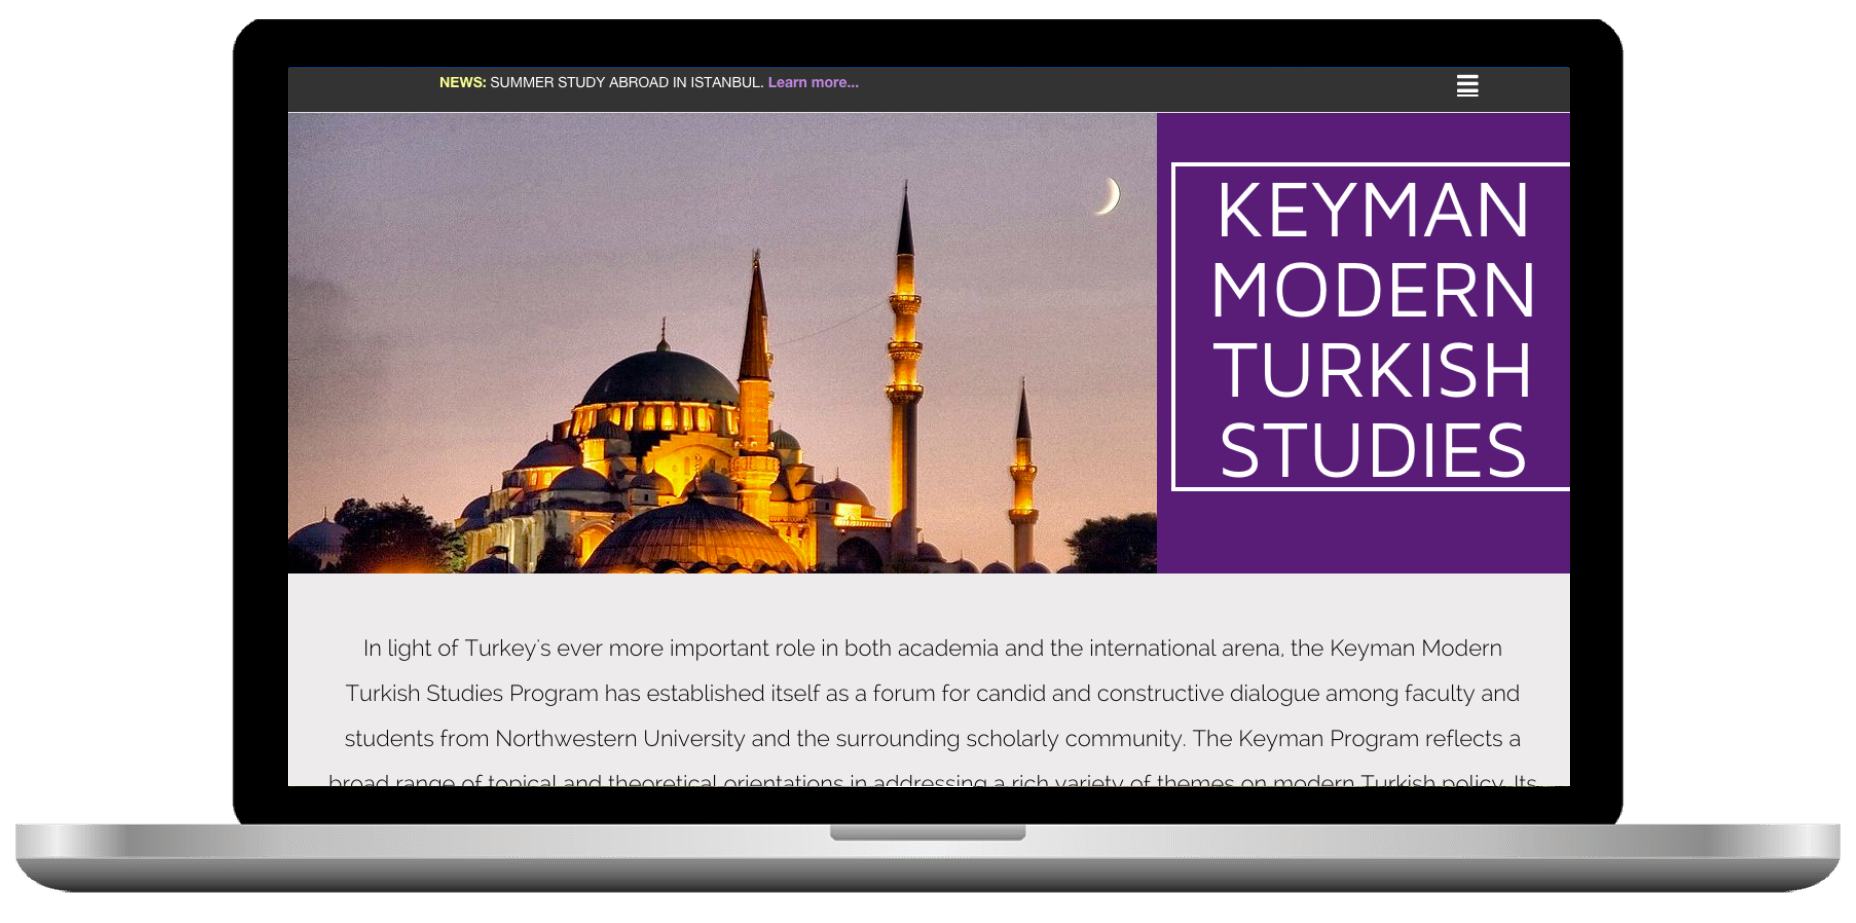 NEWS: SUMMER STUDY ABROAD IN ISTANBUL. Learn more...
KEYMAN
MODERN
TURKISH
STUDIES
In light of Turkey's ever more important role in both academia and the international arena, the Keyman Modern
Turkish Studies Program has established itself as a forum for candid and constructive dialogue among faculty and
students from Northwestern University and the surrounding scholarly community. The Keyman Program reflects a
broad range of topical and theoretical orientations in addressing a rich variety of themes on modern Turkish policy. Its